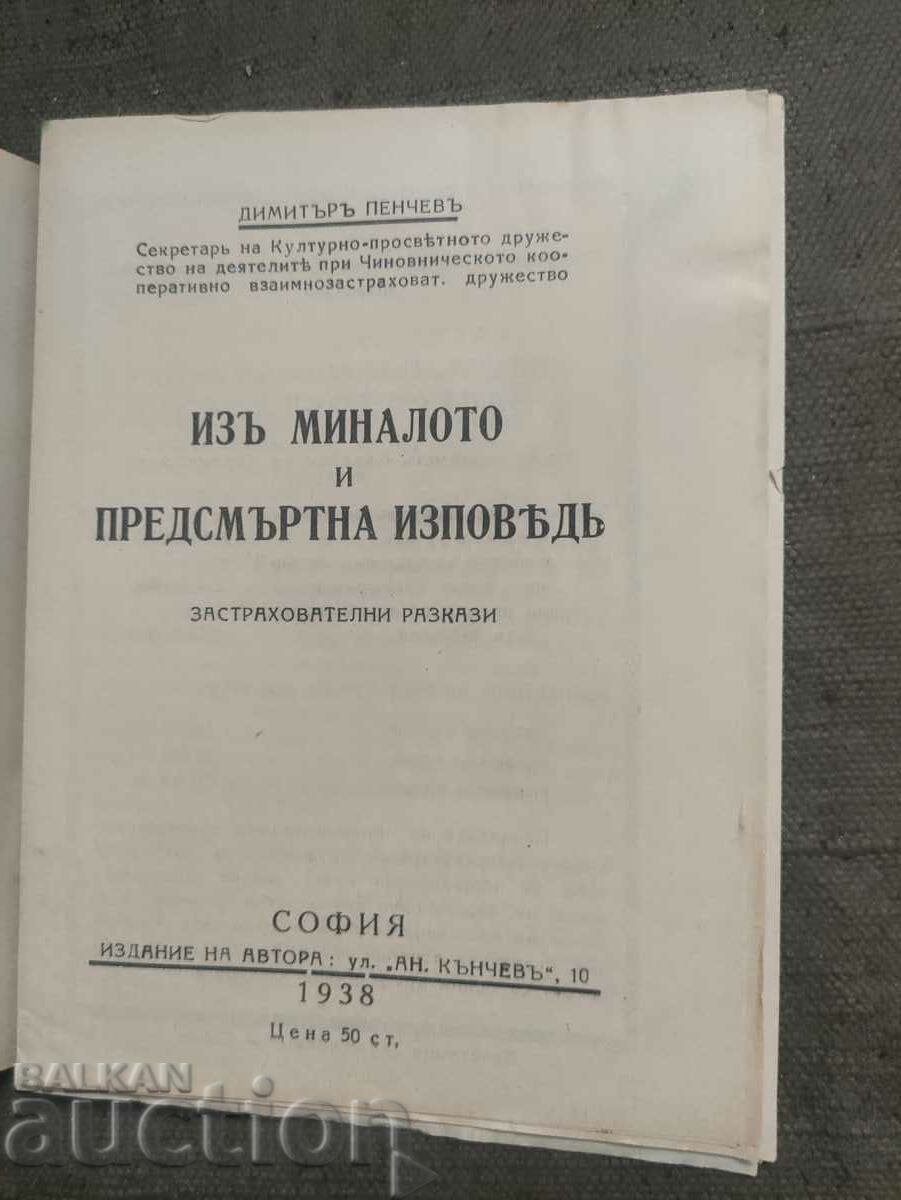 ДИМИТЪРЪ ПЕНЧЕВЪ
Секретарь на Културно-просвѣтното друже-
ство на деятелитѣ при Чиновническото коо-
перативно взаимнозастраховат. дружество
ИЗЪ МИНАЛОТО
И
ПРЕДСМЪРТНА ИЗПОВѢДЬ
ЗАСТРАХОВАТЕЛНИ РАЗКАЗИ
СОФИЯ
ИЗДАНИЕ НА АВТОРА : ул. „АН. КЪНЧЕВЪ“, 10
1938
Цена 50 ст,
BALKAN
auction